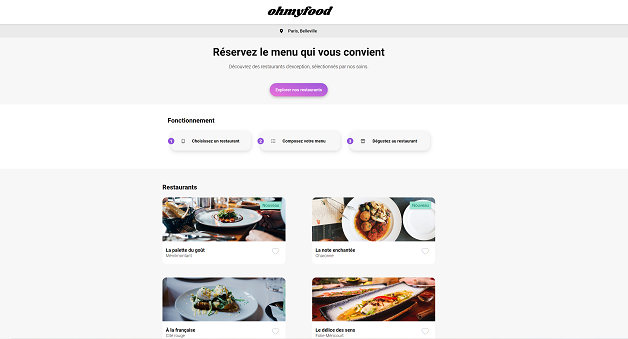 ohmyfood
Paris, Belleville
Réservez le menu qui vous convient
Découvrez des restaurants d'exception, sélectionnés par nos soins.
Explorer nos restaurants
Fonctionnement
1 Choisissez un restaurant
2 Composez votre menu
3 Dégustez au restaurant
Restaurants
Nouveau
Nouveau
La palette du goût
Ménilmontant
La note enchantée
Charonne
À la française
Cité rouge
Le délice des sens
Folie-Méricourt